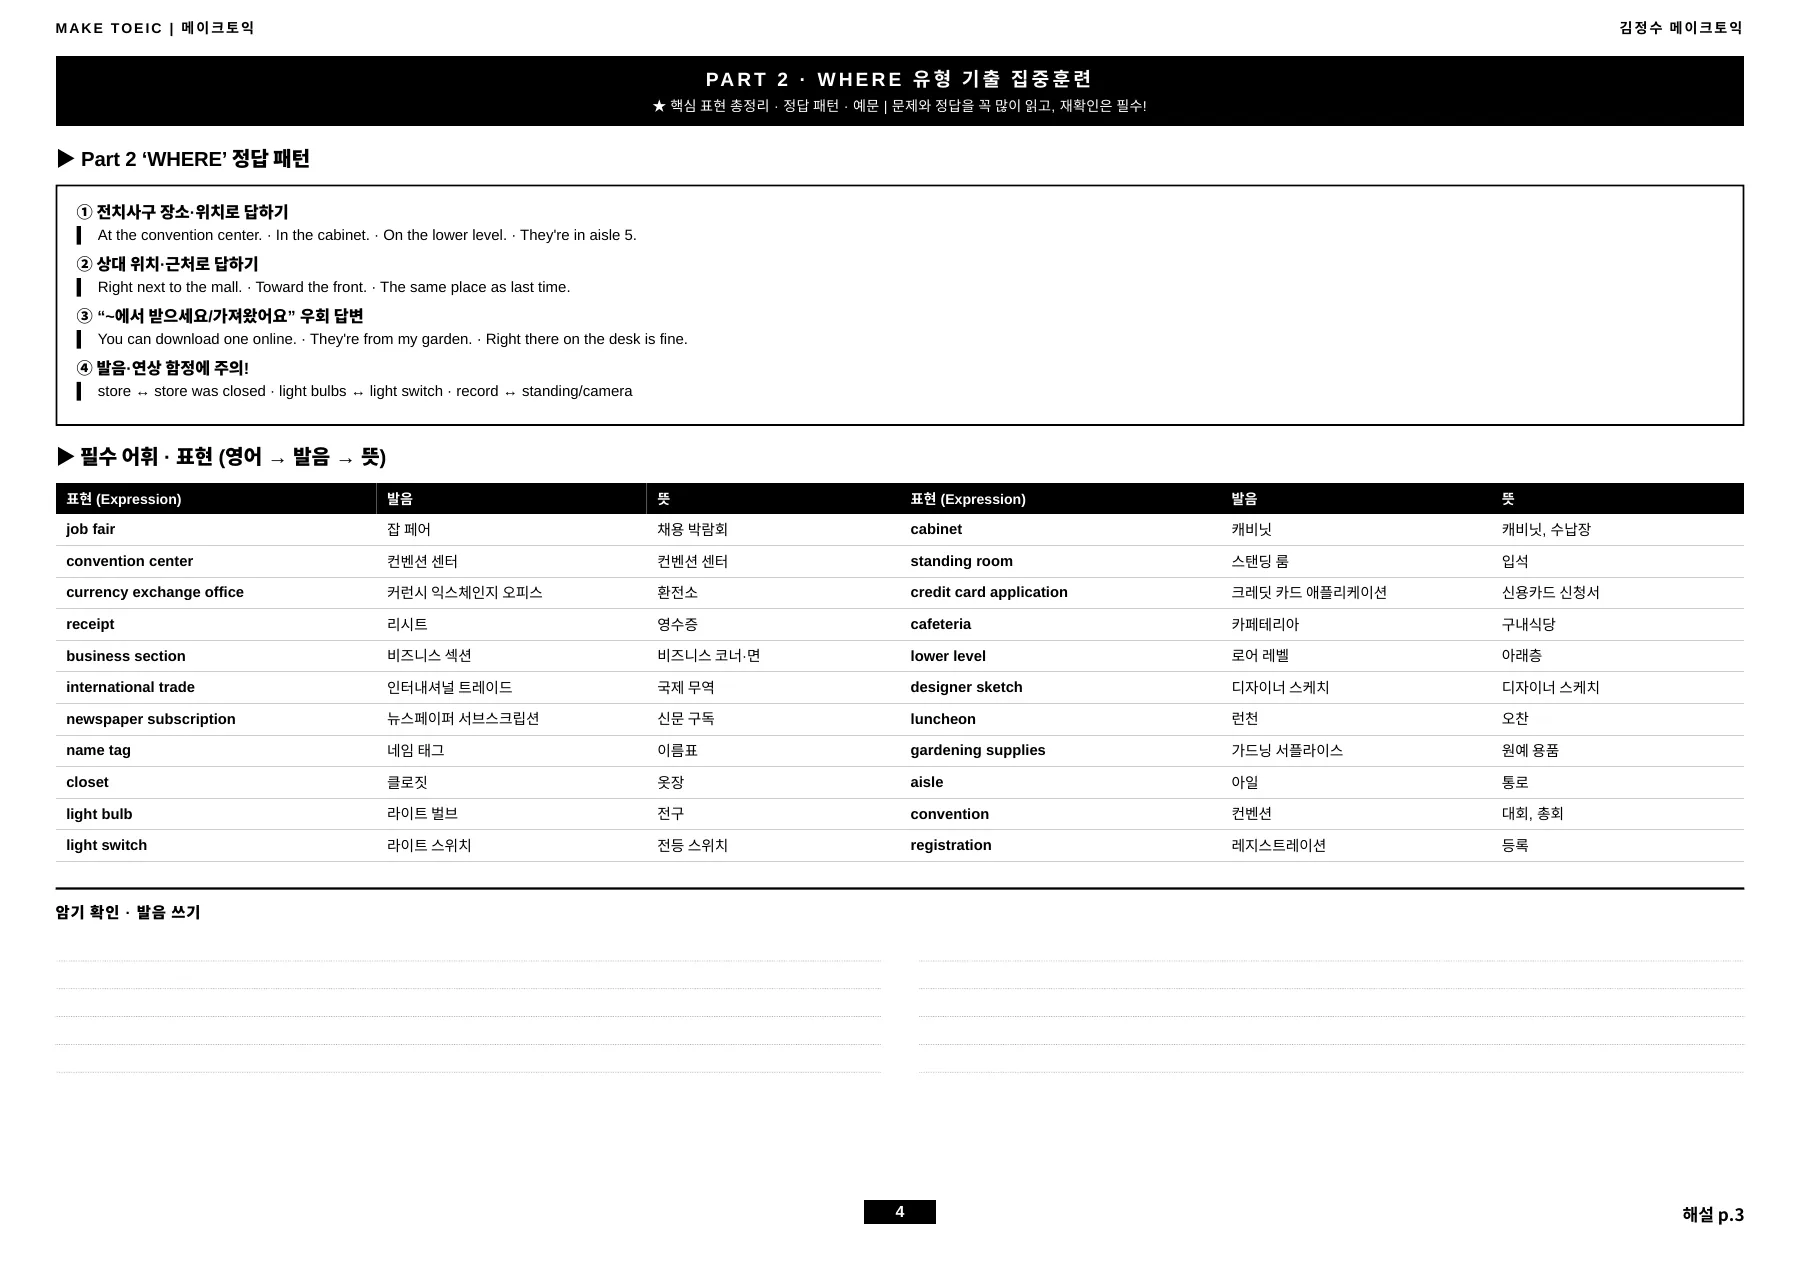 MAKE TOEIC | 메이크토익
김정수 메이크토익
PART 2 · WHERE 유형 기출 집중훈련
★ 핵심 표현 총정리 · 정답 패턴 · 예문 | 문제와 정답을 꼭 많이 읽고, 재확인은 필수!
▶ Part 2 ‘WHERE’ 정답 패턴
① 전치사구 장소·위치로 답하기
At the convention center. · In the cabinet. · On the lower level. · They're in aisle 5.
② 상대 위치·근처로 답하기
Right next to the mall. · Toward the front. · The same place as last time.
③ “~에서 받으세요/가져왔어요” 우회 답변
You can download one online. · They're from my garden. · Right there on the desk is fine.
④ 발음·연상 함정에 주의!
store ↔ store was closed · light bulbs ↔ light switch · record ↔ standing/camera
▶ 필수 어휘 · 표현 (영어 → 발음 → 뜻)
표현 (Expression) 발음 뜻 표현 (Expression) 발음 뜻
job fair 잡 페어 채용 박람회 cabinet 캐비닛 캐비닛, 수납장
convention center 컨벤션 센터 컨벤션 센터 standing room 스탠딩 룸 입석
currency exchange office 커런시 익스체인지 오피스 환전소 credit card application 크레딧 카드 애플리케이션 신용카드 신청서
receipt 리시트 영수증 cafeteria 카페테리아 구내식당
business section 비즈니스 섹션 비즈니스 코너·면 lower level 로어 레벨 아래층
international trade 인터내셔널 트레이드 국제 무역 designer sketch 디자이너 스케치 디자이너 스케치
newspaper subscription 뉴스페이퍼 서브스크립션 신문 구독 luncheon 런천 오찬
name tag 네임 태그 이름표 gardening supplies 가드닝 서플라이스 원예 용품
closet 클로짓 옷장 aisle 아일 통로
light bulb 라이트 벌브 전구 convention 컨벤션 대회, 총회
light switch 라이트 스위치 전등 스위치 registration 레지스트레이션 등록
암기 확인 · 발음 쓰기
4
해설 p.3